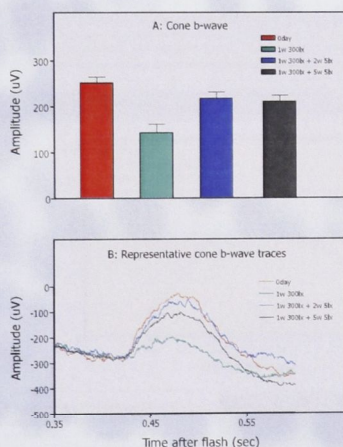 A: Cone b-wave
0day
1w 300lx
1w 300lx + 2w 5lx
1w 300lx + 5w 5lx
Amplitude (uV)
300
200
100
0
B: Representative cone b-wave traces
0day
1w 300lx
1w 300lx + 2w 5lx
1w 300lx + 5w 5lx
Amplitude (uV)
0
-100
-200
-300
-400
-500
0.35
0.45
0.55
Time after flash (sec)